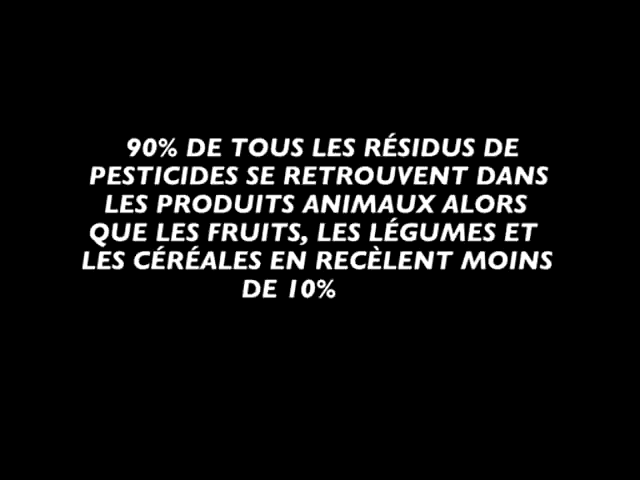 90% DE TOUS LES RÉSIDUS DE
PESTICIDES SE RETROUVENT DANS
LES PRODUITS ANIMAUX ALORS
QUE LES FRUITS, LES LÉGUMES ET
LES CÉRÉALES EN RECÈLENT MOINS
DE 10%